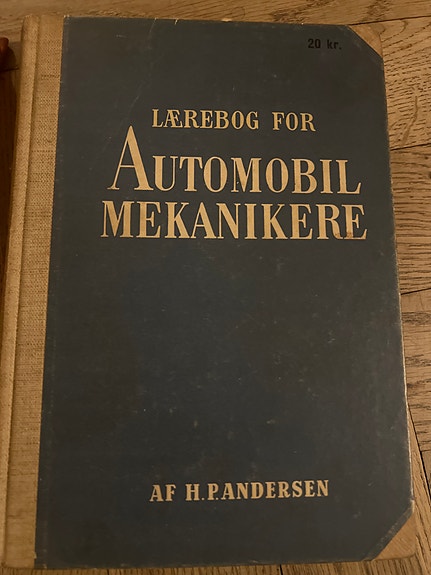 20 kr.
LÆREBOG FOR
AUTOMOBIL
MEKANIKERE
AF H.P.ANDERSEN